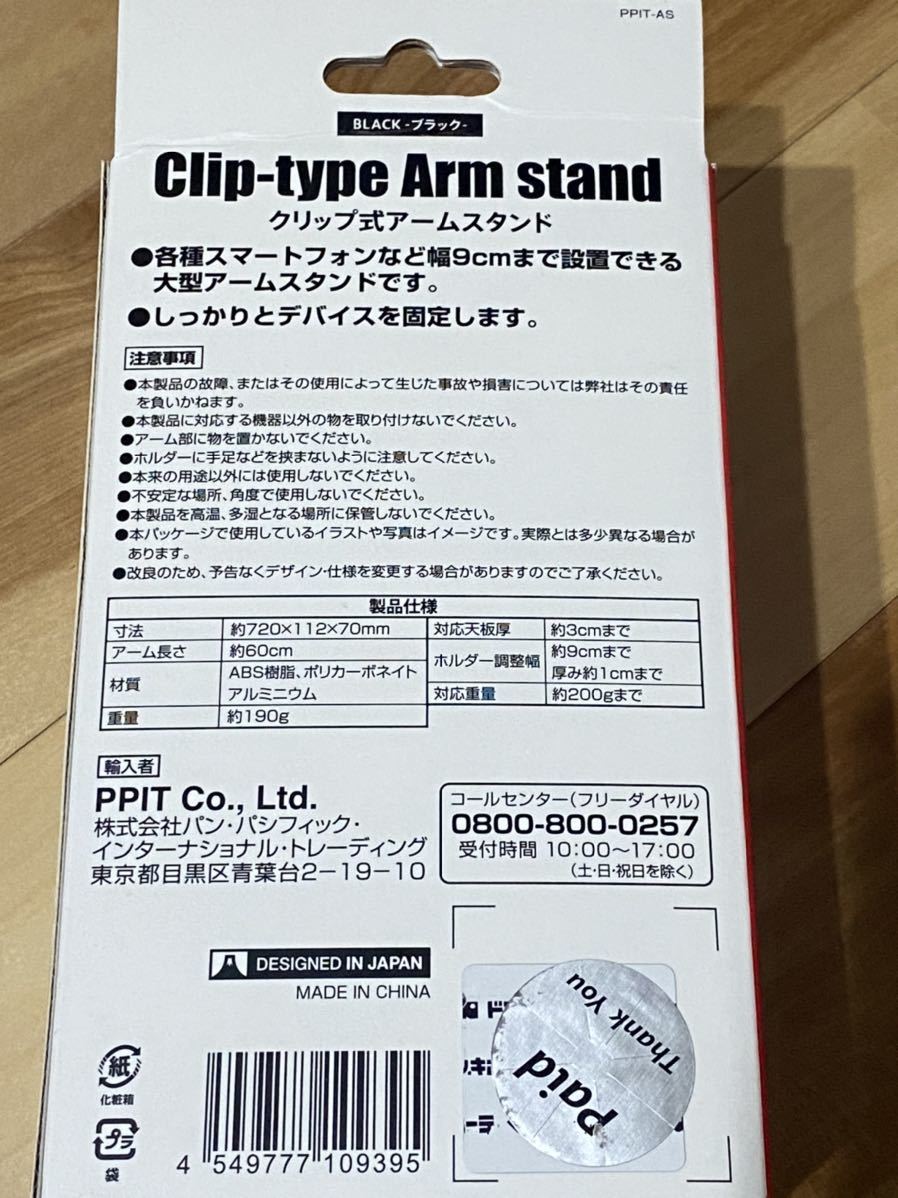 PPIT-AS
BLACK -ブラック-
Clip-type Arm stand
クリップ式アームスタンド
●各種スマートフォンなど幅9cmまで設置できる
大型アームスタンドです。
●しっかりとデバイスを固定します。
注意事項
●本製品の故障、またはその使用によって生じた事故や損害については弊社はその責任
を負いかねます。
●本製品に対応する機器以外の物を取り付けないでください。
●アーム部に物を置かないでください。
●ホルダーに手足などを挟まないように注意してください。
●本来の用途以外には使用しないでください。
●不安定な場所、角度で使用しないでください。
●本製品を高温、多湿となる場所に保管しないでください。
●本パッケージで使用しているイラストや写真はイメージです。実際とは多少異なる場合が
あります。
●改良のため、予告なくデザイン・仕様を変更する場合がありますのでご了承ください。
製品仕様
寸法 約720×112×70mm
アーム長さ 約60cm
材質 ABS樹脂、ポリカーボネイト
アルミニウム
重量 約190g
対応天板厚 約3cmまで
ホルダー調整幅 約9cmまで
厚み約1cmまで
対応重量 約200gまで
輸入者
PPIT Co., Ltd.
株式会社パン・パシフィック・
インターナショナル・トレーディング
東京都目黒区青葉台2-19-10
コールセンター(フリーダイヤル)
0800-800-0257
受付時間 10:00～17:00
(土・日・祝日を除く)
DESIGNED IN JAPAN
MADE IN CHINA
Thank You
paid
紙
化粧箱
プラ
袋
4 549777 109395